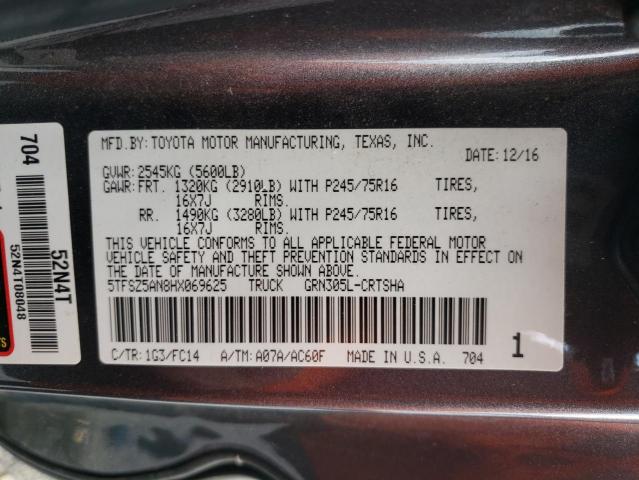 MFD.BY:TOYOTA MOTOR MANUFACTURING, TEXAS, INC.
DATE:12/16
GVWR:2545KG (5600LB)
GAWR:FRT. 1320KG (2910LB) WITH P245/75R16 TIRES,
16X7J RIMS.
RR. 1490KG (3280LB) WITH P245/75R16 TIRES,
16X7J RIMS.
THIS VEHICLE CONFORMS TO ALL APPLICABLE FEDERAL MOTOR
VEHICLE SAFETY AND THEFT PREVENTION STANDARDS IN EFFECT ON
THE DATE OF MANUFACTURE SHOWN ABOVE.
5TFSZ5AN8HX069625 TRUCK GRN305L-CRTSHA
C/TR:1G3/FC14 A/TM:A07A/AC60F MADE IN U.S.A. 704
1
704
52N4T
52N4T08048